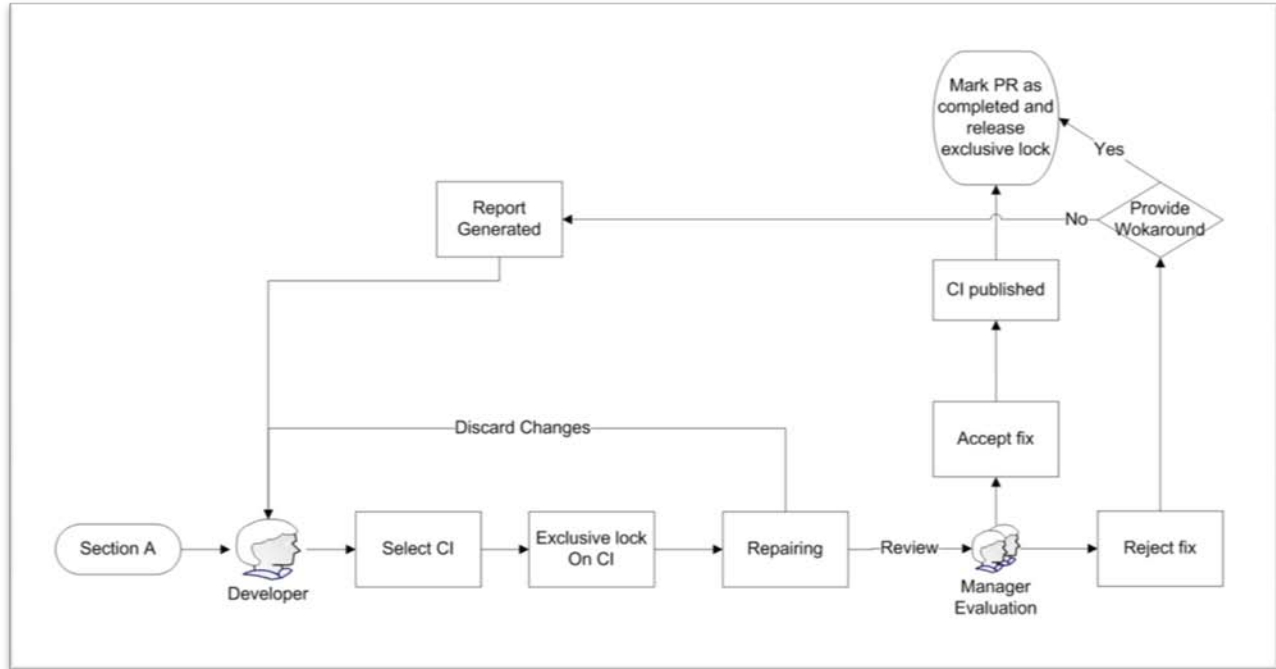 Mark PR as
completed and
release
exclusive lock
Yes
Report
Generated
No
Provide
Wokaround
CI published
Discard Changes
Accept fix
Section A
Developer
Select CI
Exclusive lock
On CI
Repairing
Review
Manager
Evaluation
Reject fix